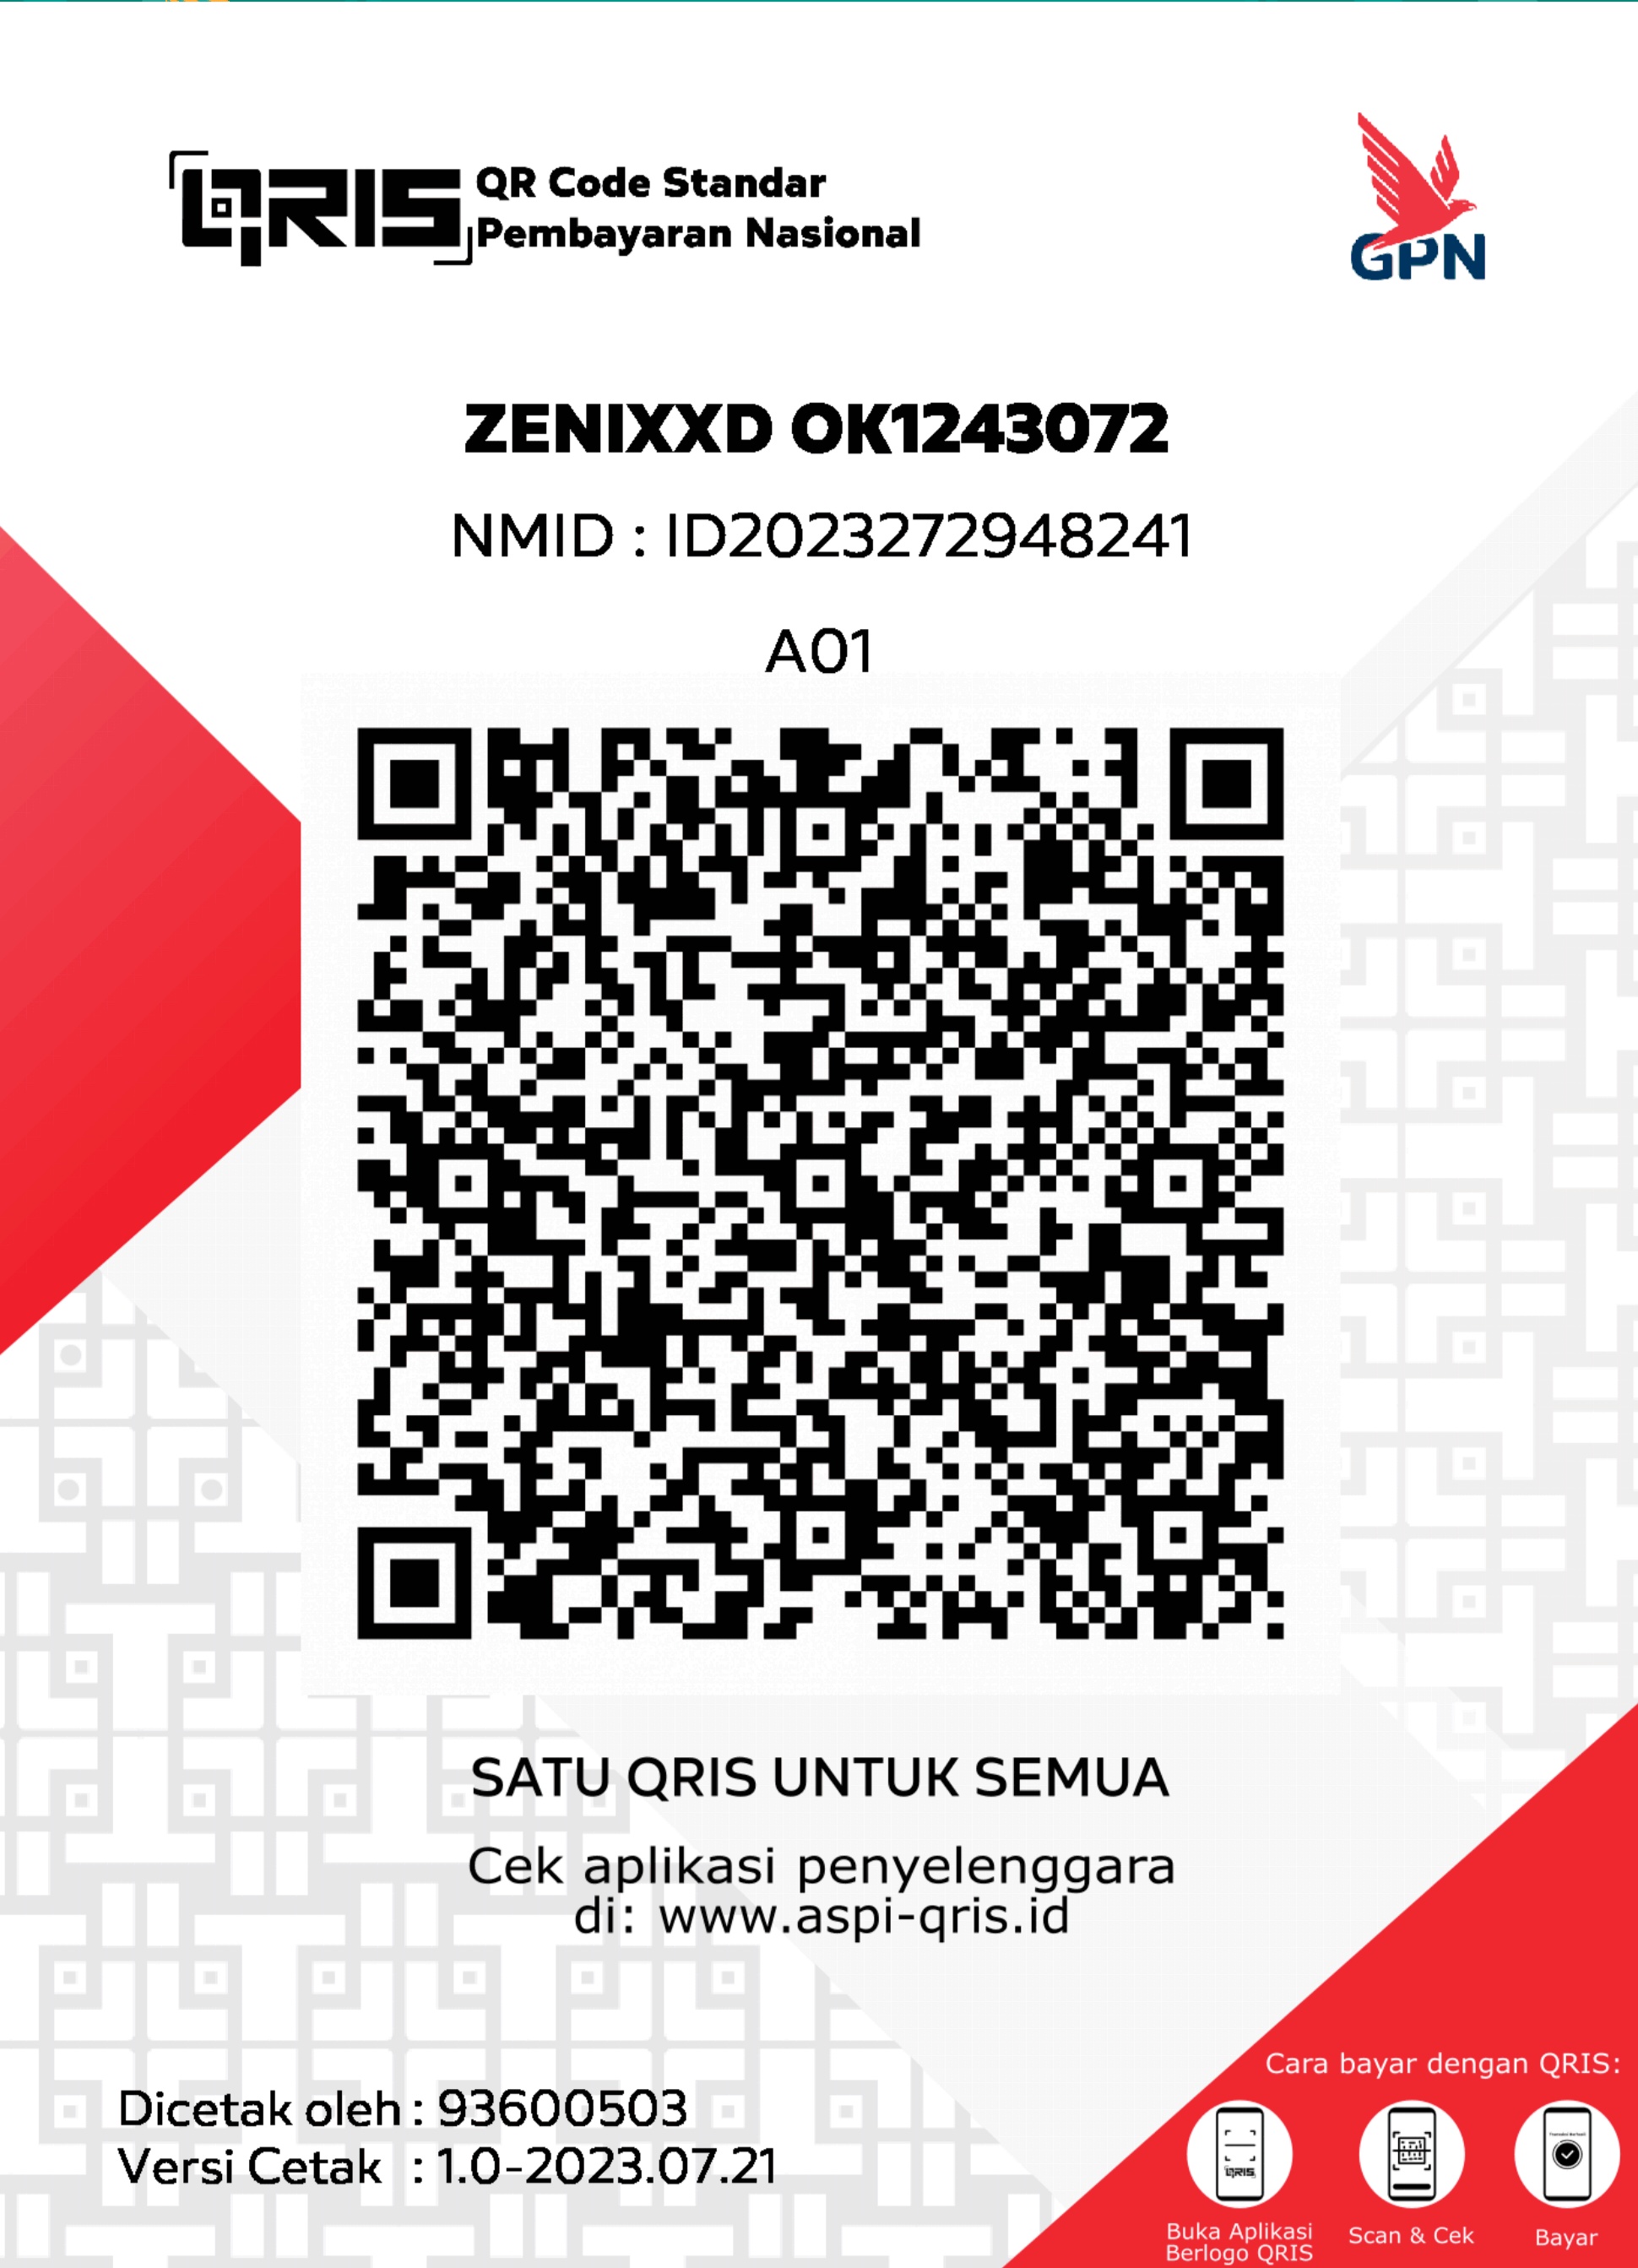 QRIS QR Code Standar
Pembayaran Nasional
GPN
ZENIXXD OK1243072
NMID : ID2023272948241
A01
SATU QRIS UNTUK SEMUA
Cek aplikasi penyelenggara
di: www.aspi-qris.id
Dicetak oleh : 93600503
Versi Cetak : 1.0-2023.07.21
Cara bayar dengan QRIS:
QRIS
Buka Aplikasi
Berlogo QRIS
Scan & Cek
Bayar